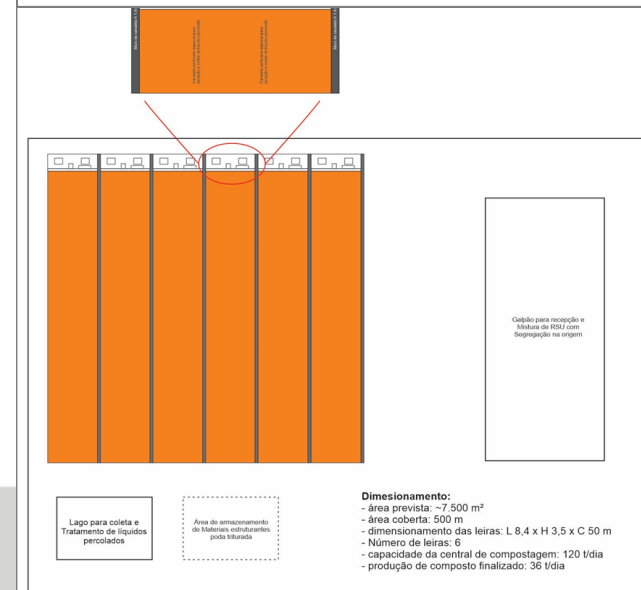 Galpão para recepção e
Mistura de RSU com
Segregação na origem
Lago para coleta e
Tratamento de líquidos
percolados
Área de armazenamento
de Materiais estruturantes
poda triturada
Dimesionamento:
- área prevista: ~7.500 m²
- área coberta: 500 m
- dimensionamento das leiras: L 8,4 x H 3,5 x C 50 m
- Número de leiras: 6
- capacidade da central de compostagem: 120 t/dia
- produção de composto finalizado: 36 t/dia